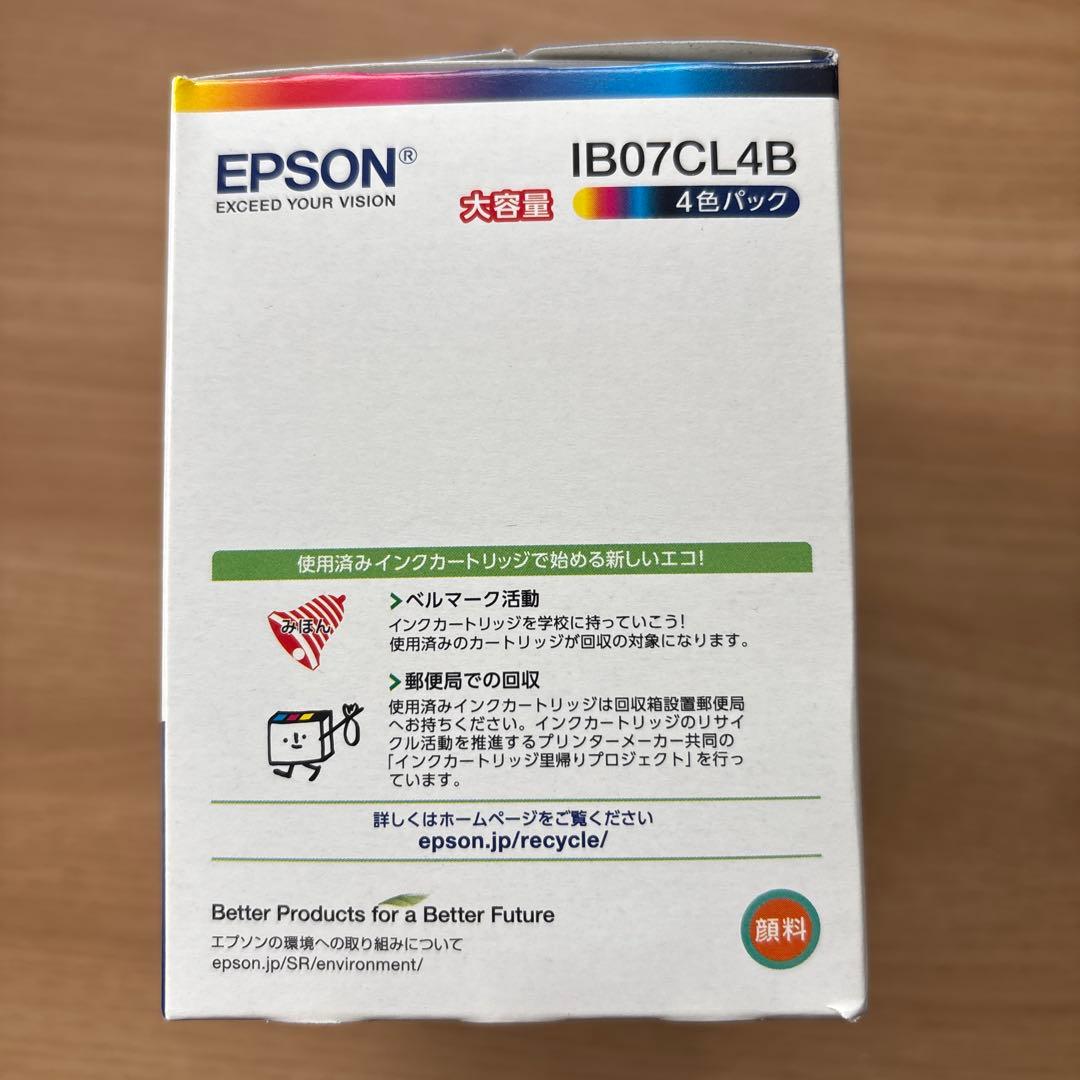 EPSON®
EXCEED YOUR VISION
IB07CL4B
大容量
4色パック
使用済みインクカートリッジで始める新しいエコ!
みほん
ベルマーク活動
インクカートリッジを学校に持っていこう!
使用済みのカートリッジが回収の対象になります。
郵便局での回収
使用済みインクカートリッジは回収箱設置郵便局
へお持ちください。インクカートリッジのリサイ
クル活動を推進するプリンターメーカー共同の
「インクカートリッジ里帰りプロジェクト」を行っ
ています。
詳しくはホームページをご覧ください
epson.jp/recycle/
Better Products for a Better Future
エプソンの環境への取り組みについて
epson.jp/SR/environment/
顔料